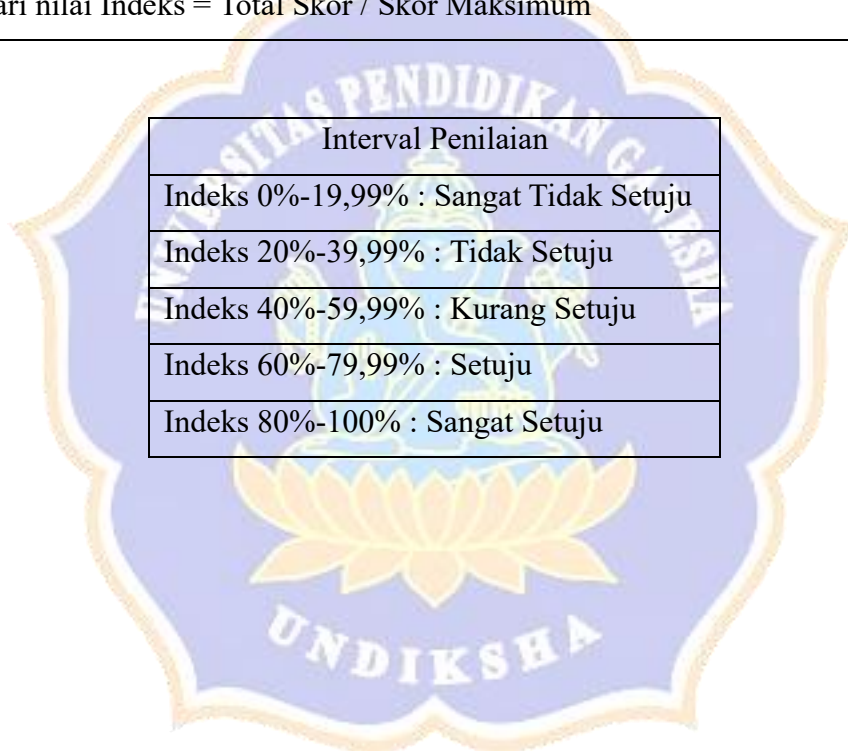 ari nilai Indeks = Total Skor / Skor Maksimum
UNIVERSITAS PENDIDIKAN GANESHA
Interval Penilaian
Indeks 0%-19,99% : Sangat Tidak Setuju
Indeks 20%-39,99% : Tidak Setuju
Indeks 40%-59,99% : Kurang Setuju
Indeks 60%-79,99% : Setuju
Indeks 80%-100% : Sangat Setuju
UNDIKSHA